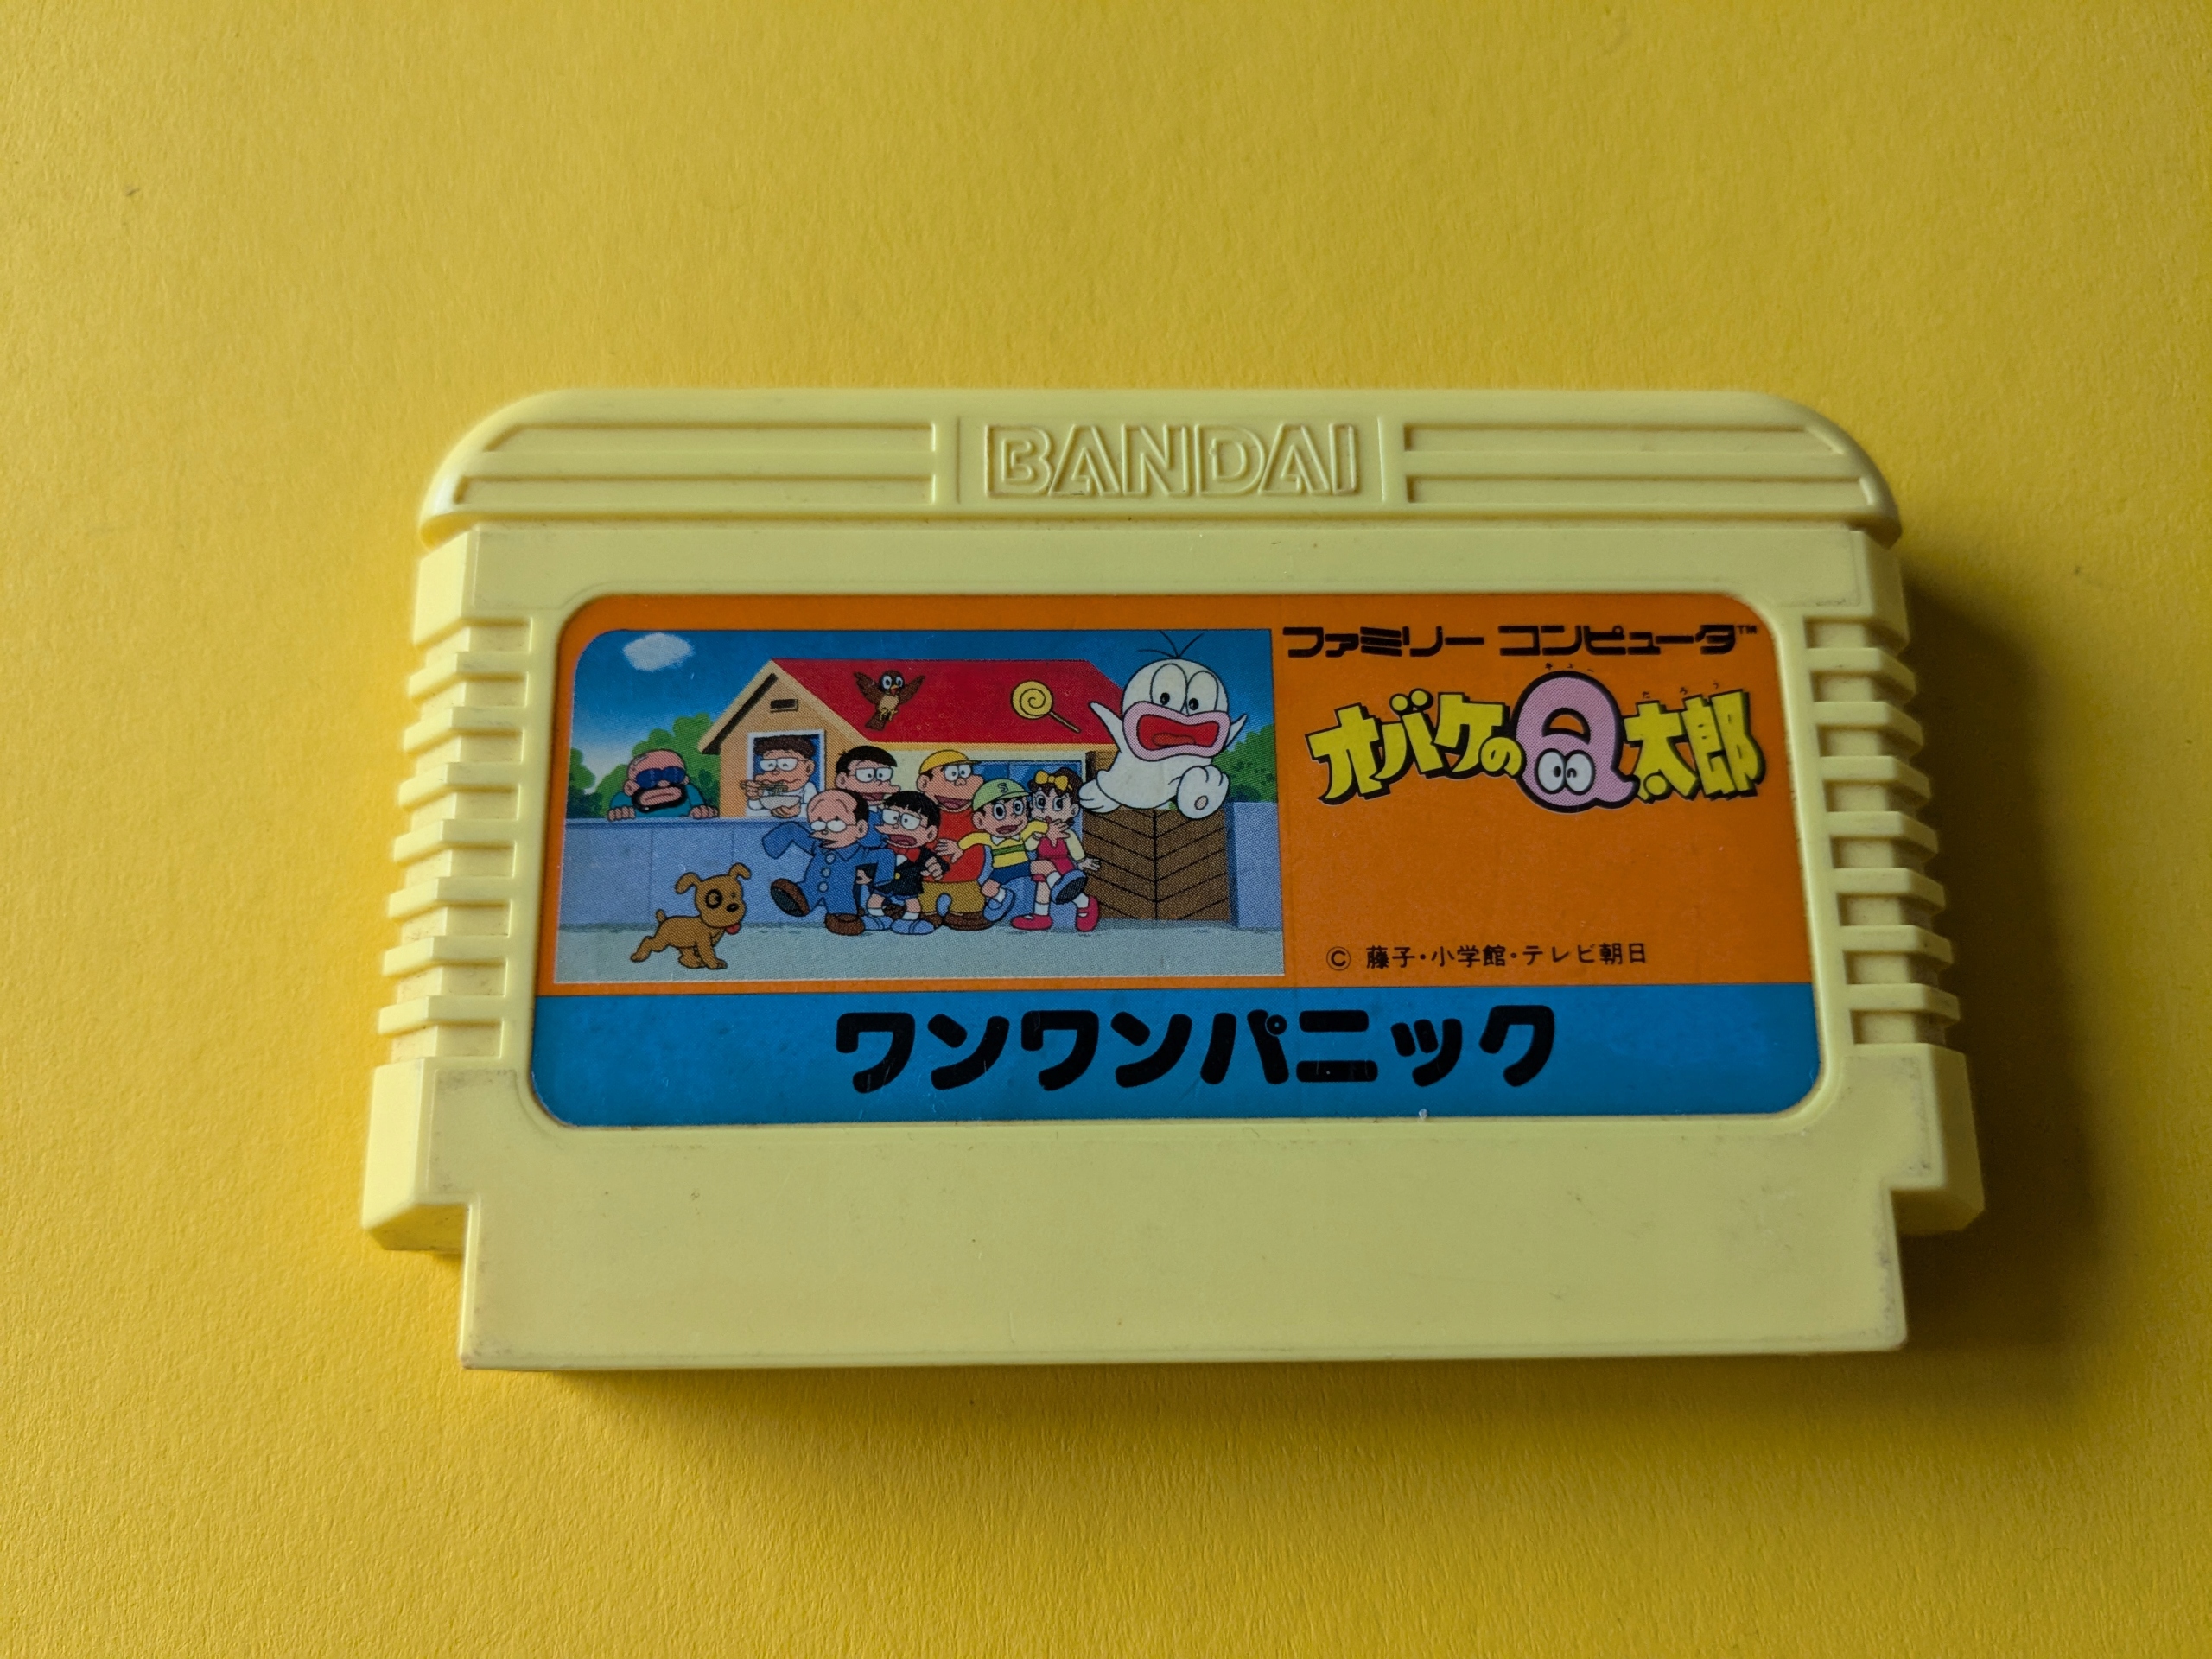 BANDAI
ファミリー コンピュータ™
オバケのQ太郎
© 藤子・小学館・テレビ朝日
ワンワンパニック